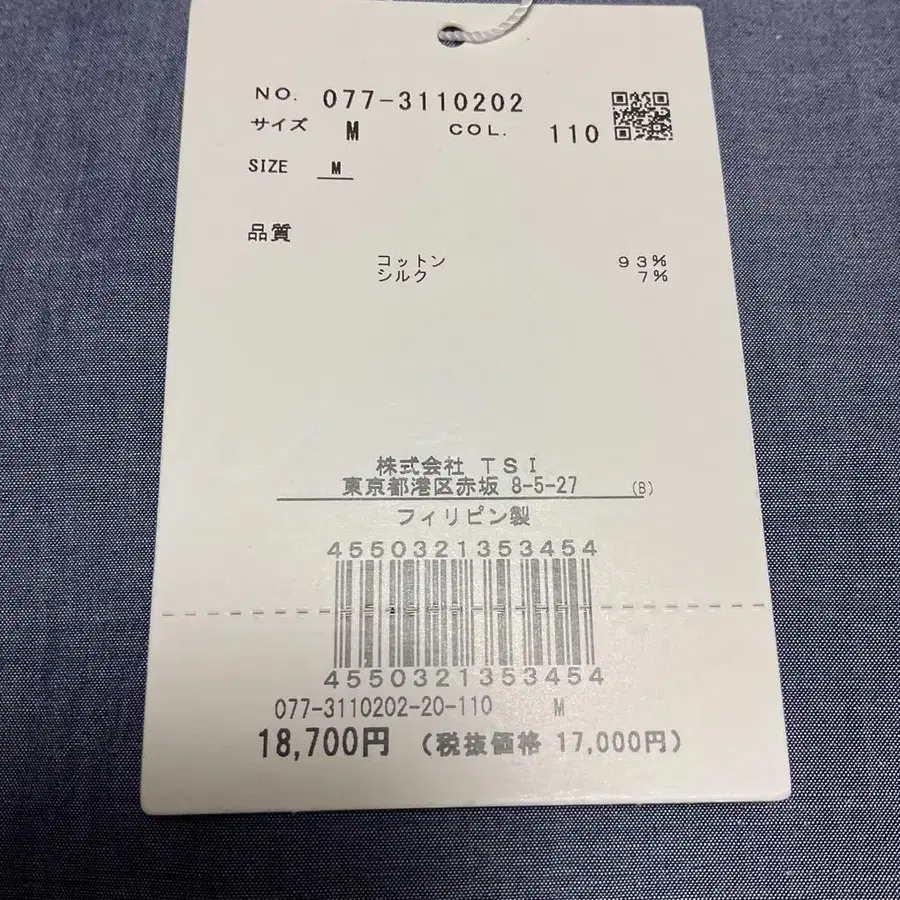 NO. 077-3110202
サイズ M COL. 110
SIZE M
品質
コットン 93%
シルク 7%
株式会社 TSI
東京都港区赤坂 8-5-27 (B)
フィリピン製
4550321353454
4550321353454
077-3110202-20-110 M
18,700円 (税抜価格 17,000円)